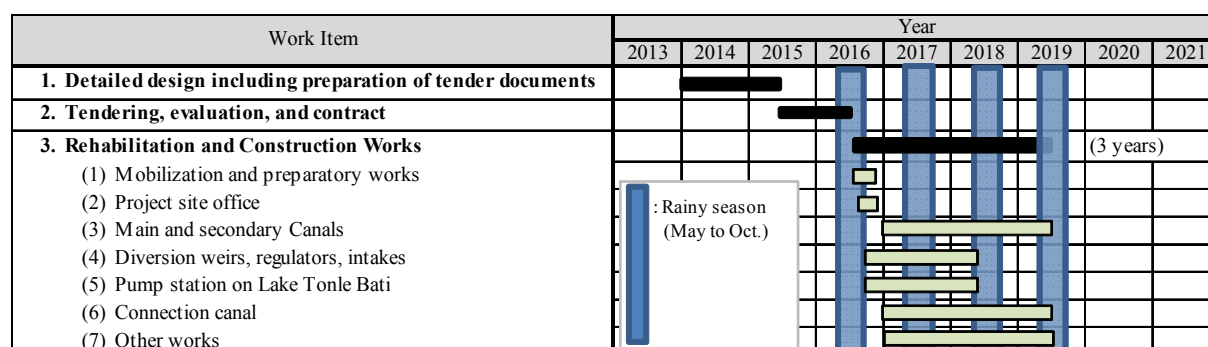 Work Item
Year
2013 2014 2015 2016 2017 2018 2019 2020 2021
1. Detailed design including preparation of tender documents
2. Tendering, evaluation, and contract
3. Rehabilitation and Construction Works (3 years)
(1) Mobilization and preparatory works
(2) Project site office
(3) Main and secondary Canals
(4) Diversion weirs, regulators, intakes
(5) Pump station on Lake Tonle Bati
(6) Connection canal
(7) Other works
: Rainy season
(May to Oct.)